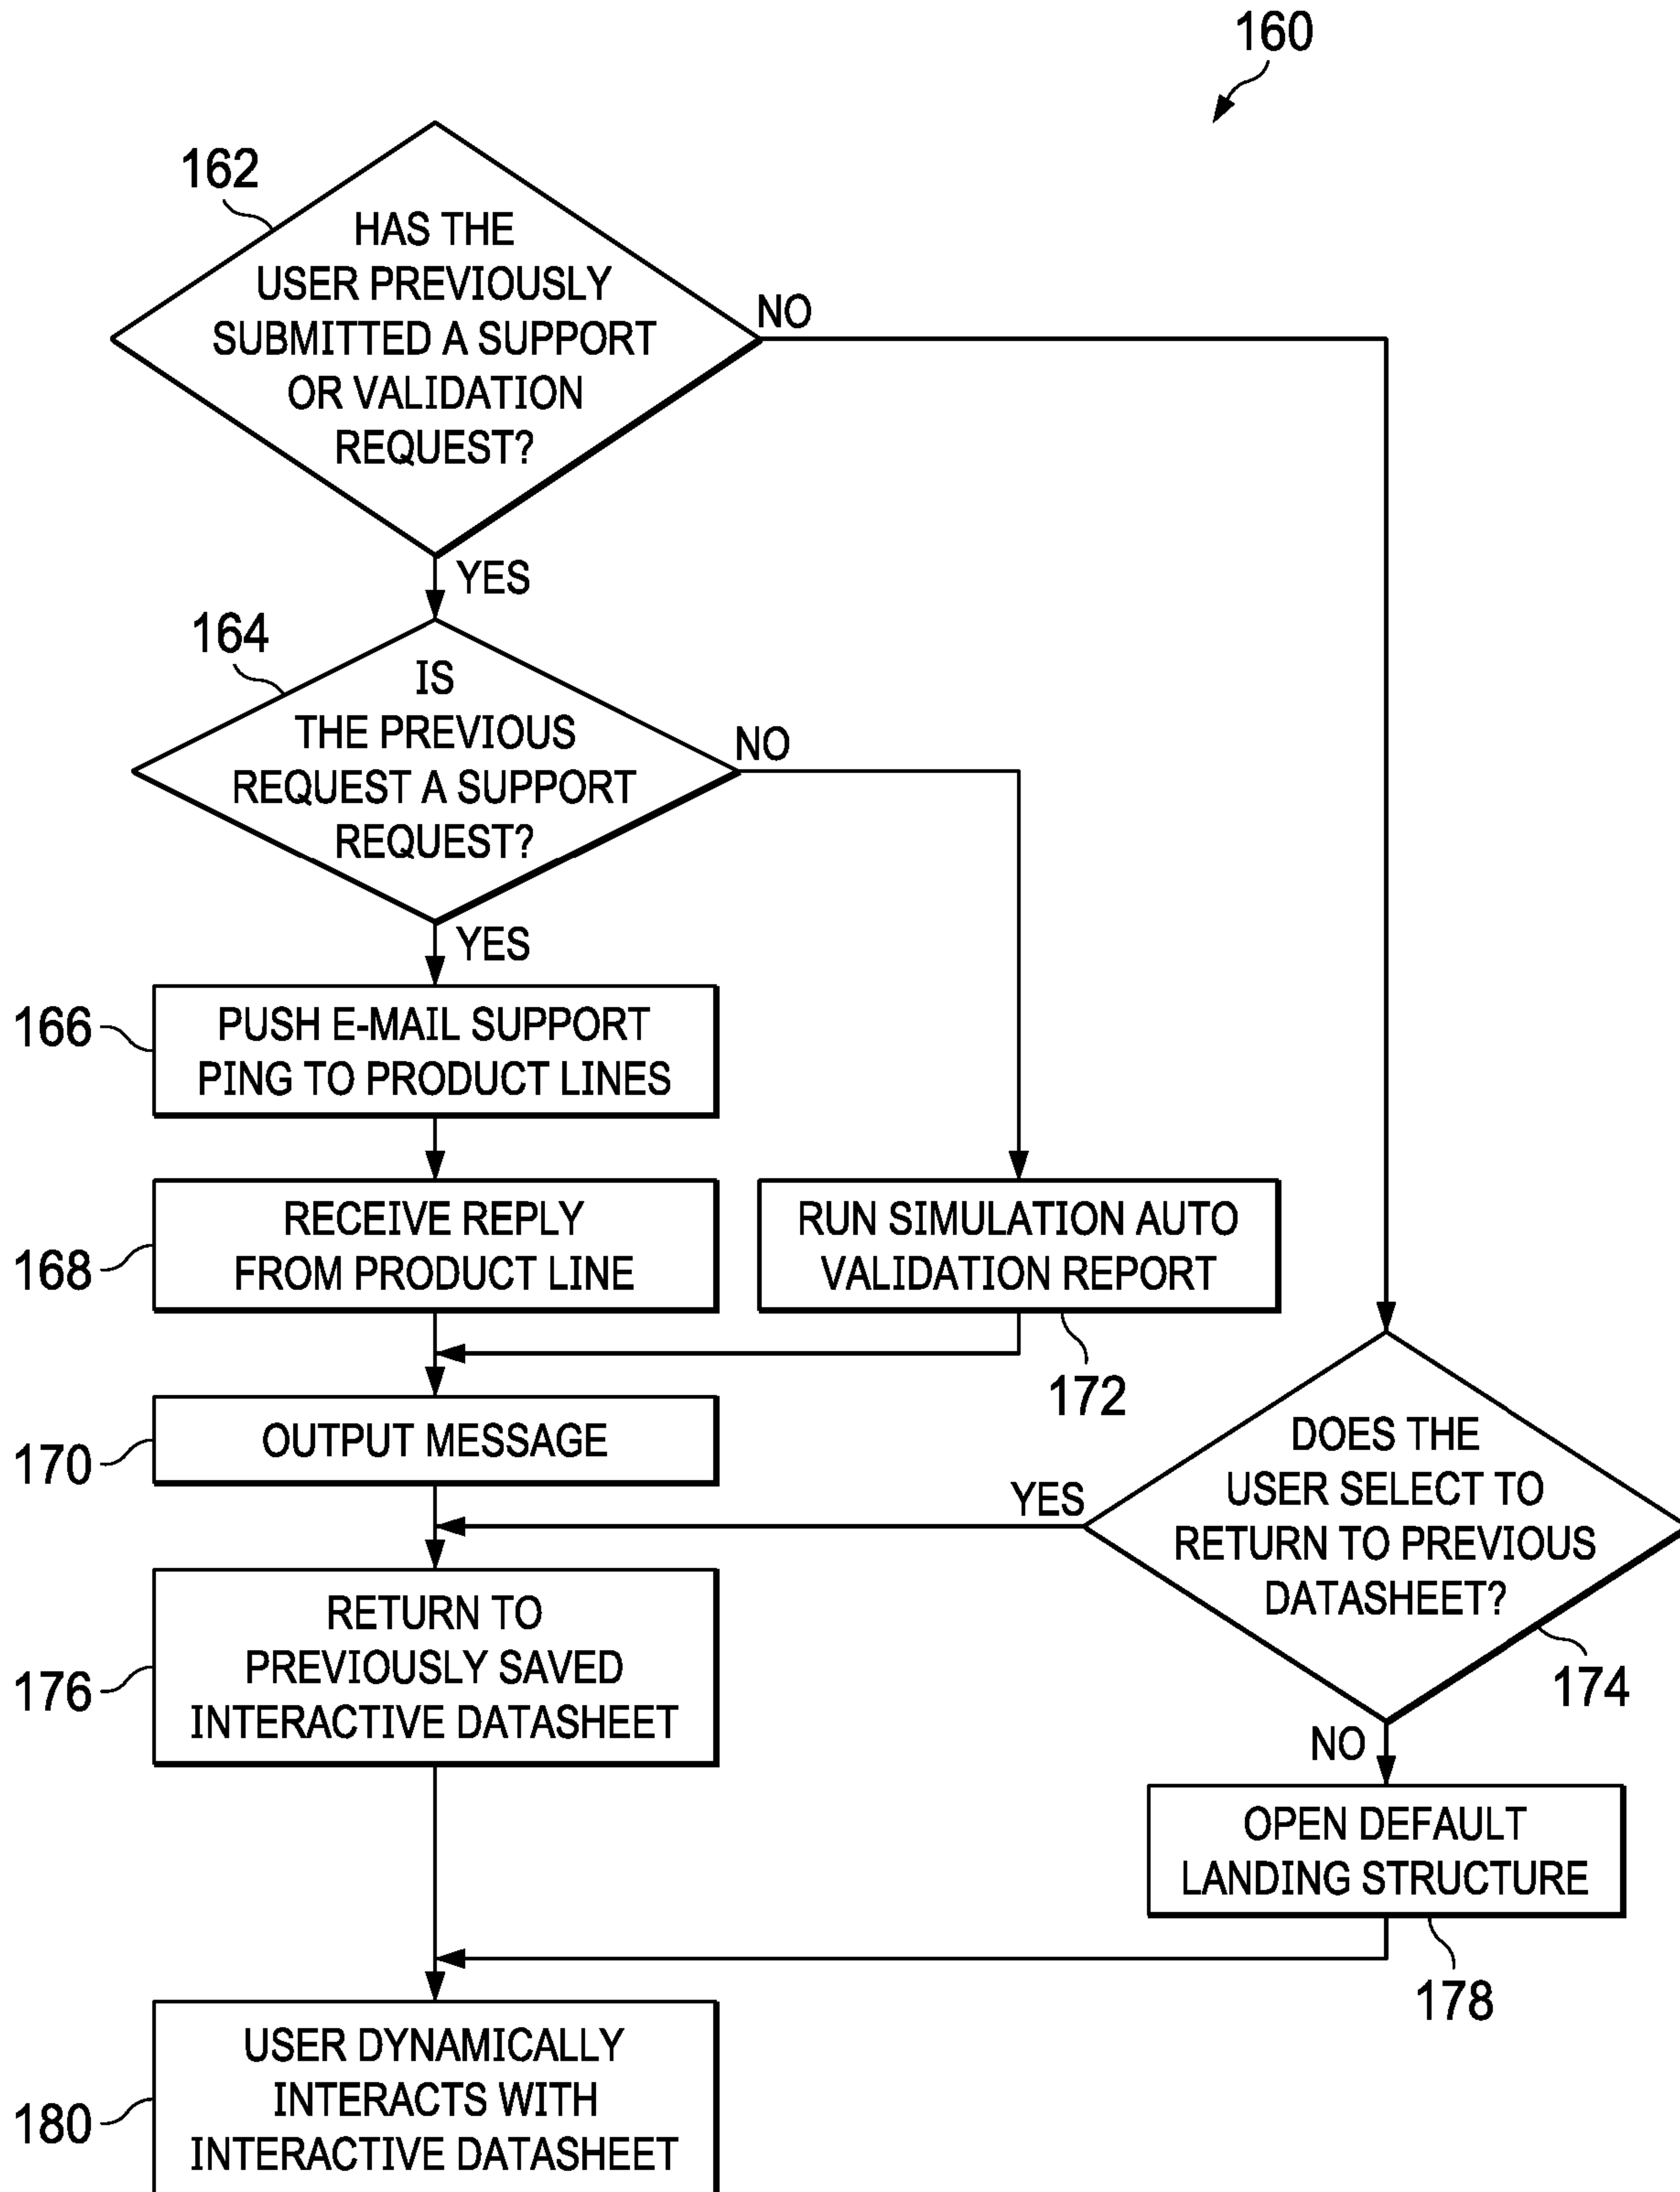 160
162
HAS THE
USER PREVIOUSLY
SUBMITTED A SUPPORT
OR VALIDATION
REQUEST?
NO
YES
164
IS
THE PREVIOUS
REQUEST A SUPPORT
REQUEST?
NO
YES
166
PUSH E-MAIL SUPPORT
PING TO PRODUCT LINES
168
RECEIVE REPLY
FROM PRODUCT LINE
RUN SIMULATION AUTO
VALIDATION REPORT
172
170
OUTPUT MESSAGE
DOES THE
USER SELECT TO
RETURN TO PREVIOUS
DATASHEET?
YES
174
NO
176
RETURN TO
PREVIOUSLY SAVED
INTERACTIVE DATASHEET
OPEN DEFAULT
LANDING STRUCTURE
178
180
USER DYNAMICALLY
INTERACTS WITH
INTERACTIVE DATASHEET